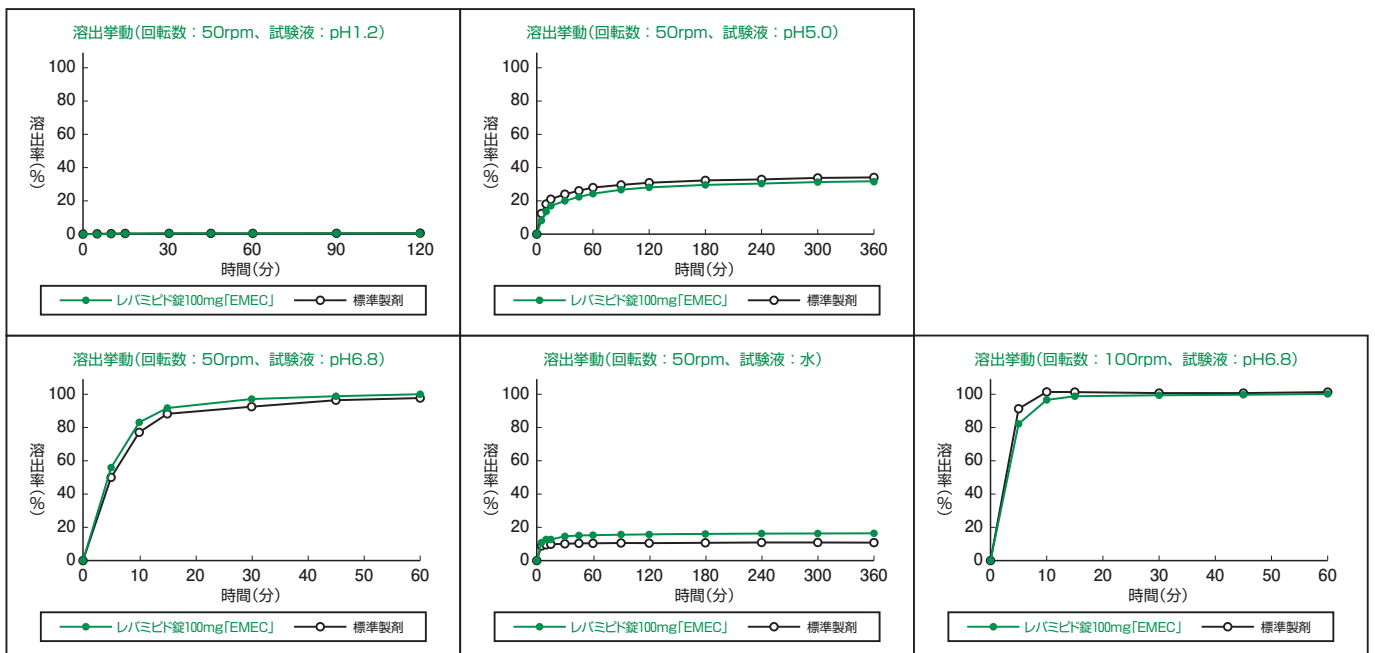 溶出挙動(回転数：50rpm、試験液：pH1.2)
100
80
60
40
20
0
溶出率(%)
0 30 60 90 120
時間(分)
レバミピド錠100mg「EMEC」 標準製剤
溶出挙動(回転数：50rpm、試験液：pH5.0)
100
80
60
40
20
0
溶出率(%)
0 60 120 180 240 300 360
時間(分)
レバミピド錠100mg「EMEC」 標準製剤
溶出挙動(回転数：50rpm、試験液：pH6.8)
100
80
60
40
20
0
溶出率(%)
0 10 20 30 40 50 60
時間(分)
レバミピド錠100mg「EMEC」 標準製剤
溶出挙動(回転数：50rpm、試験液：水)
100
80
60
40
20
0
溶出率(%)
0 60 120 180 240 300 360
時間(分)
レバミピド錠100mg「EMEC」 標準製剤
溶出挙動(回転数：100rpm、試験液：pH6.8)
100
80
60
40
20
0
溶出率(%)
0 10 20 30 40 50 60
時間(分)
レバミピド錠100mg「EMEC」 標準製剤